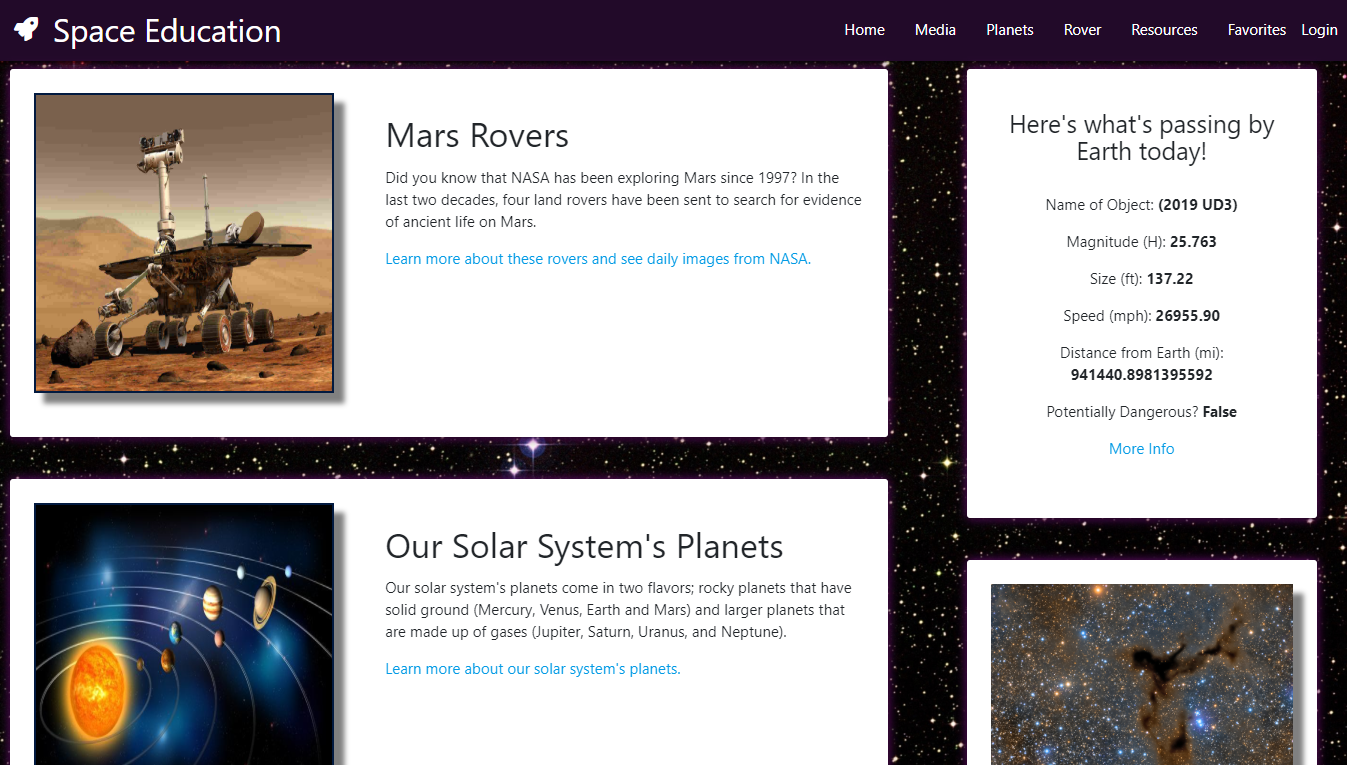 Space Education
Home Media Planets Rover Resources Favorites Login
Mars Rovers
Did you know that NASA has been exploring Mars since 1997? In the
last two decades, four land rovers have been sent to search for evidence
of ancient life on Mars.
Learn more about these rovers and see daily images from NASA.
Our Solar System's Planets
Our solar system's planets come in two flavors; rocky planets that have
solid ground (Mercury, Venus, Earth and Mars) and larger planets that
are made up of gases (Jupiter, Saturn, Uranus, and Neptune).
Learn more about our solar system's planets.
Here's what's passing by
Earth today!
Name of Object: (2019 UD3)
Magnitude (H): 25.763
Size (ft): 137.22
Speed (mph): 26955.90
Distance from Earth (mi):
941440.8981395592
Potentially Dangerous? False
More Info